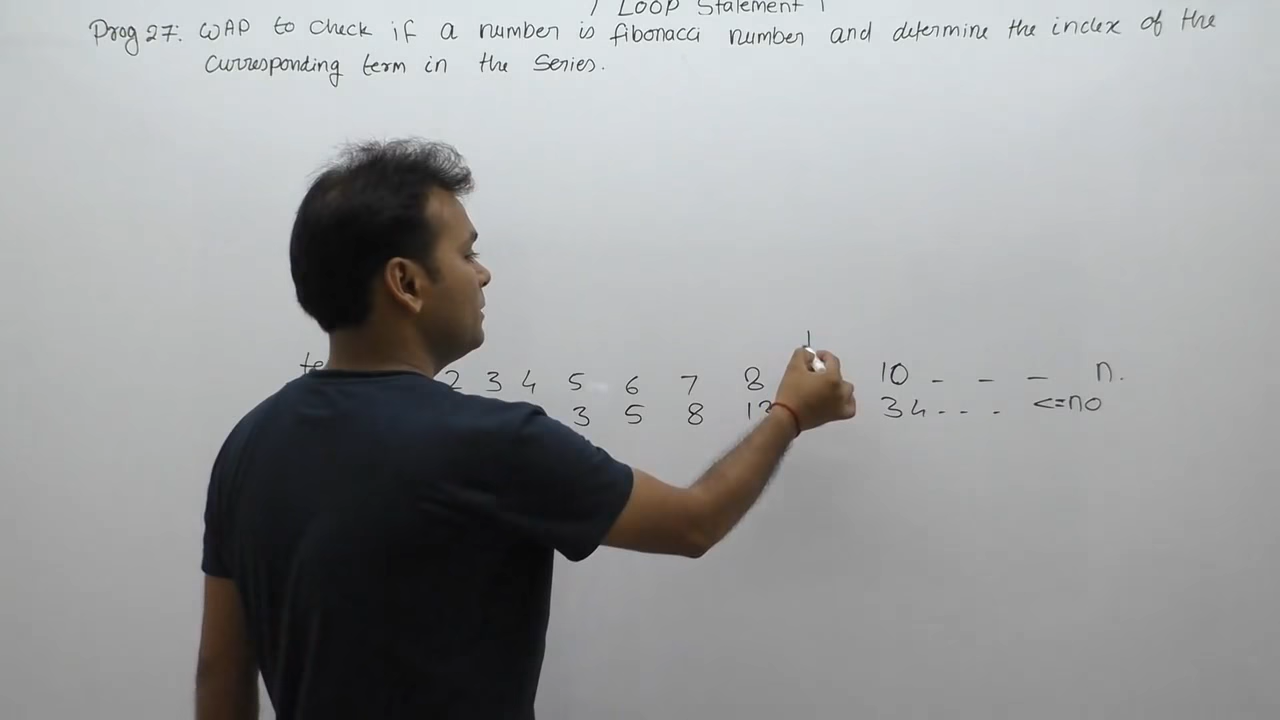 LOOP Statement
Prog 27: WAP to Check if a number is fibonacci number and determine the index of the
Curresponding term in the Series.
te 2 3 4 5 6 7 8 10 - - - n.
3 5 8 13 34 - - - <=no